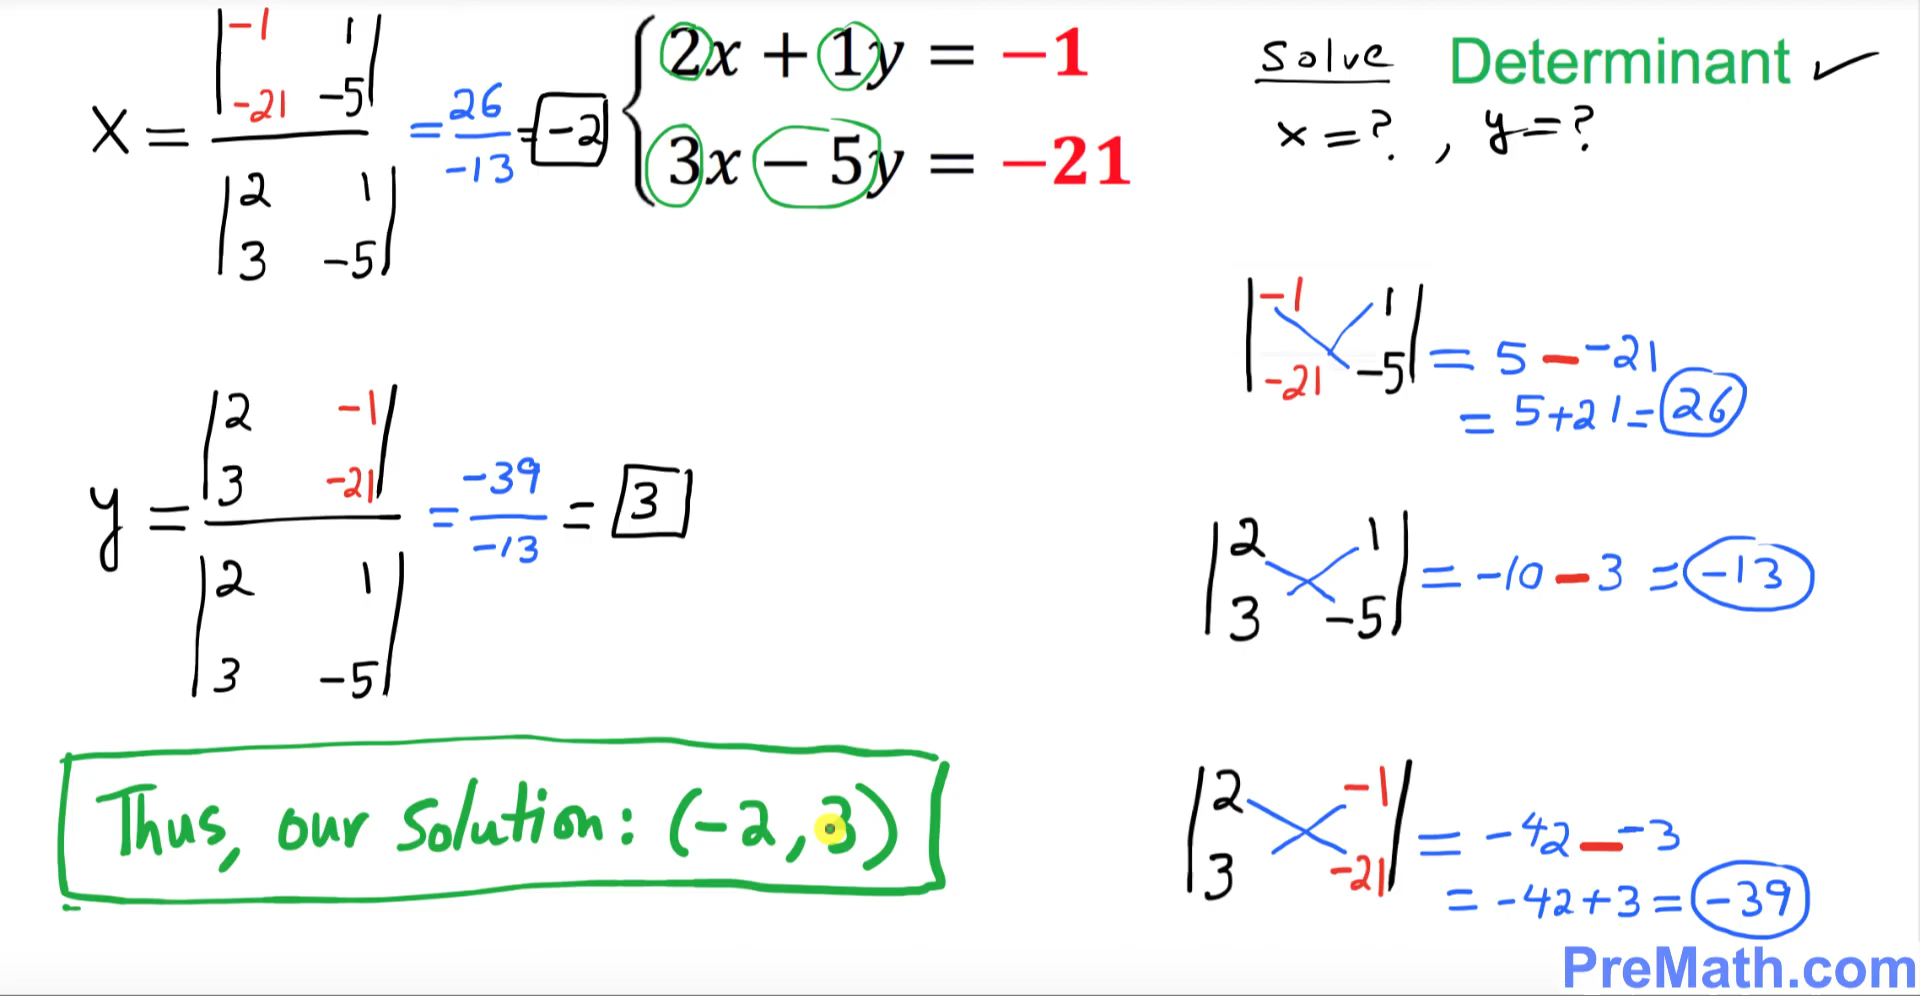 |-1 1|
|-21 -5|
x = ——— = 26/-13 = -2
|2 1|
|3 -5|
2x + 1y = -1
3x - 5y = -21
Solve Determinant ✓
x = ? , y = ?
|2 -1|
|3 -21|
y = ——— = -39/-13 = 3
|2 1|
|3 -5|
Thus, our solution: (-2, 3)
|-1 1|
|-21 -5| = 5 - -21
= 5+21 = 26
|2 1|
|3 -5| = -10 - 3 = -13
|2 -1|
|3 -21| = -42 - -3
= -42+3 = -39
PreMath.com